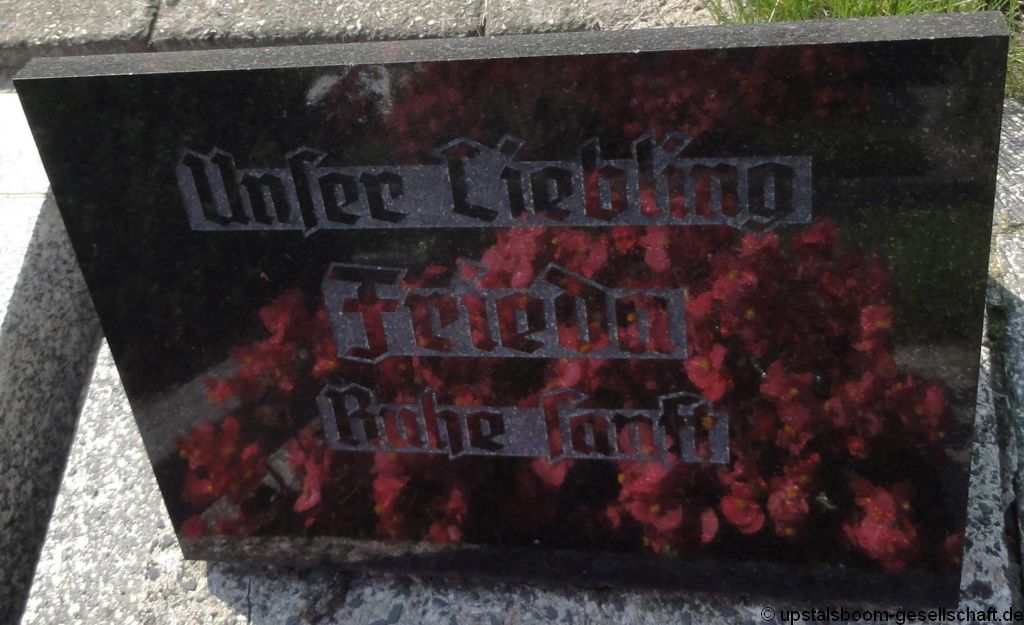 Unser Liebling
Frieda
Ruhe sanft
© upstalsboom-gesellschaft.de